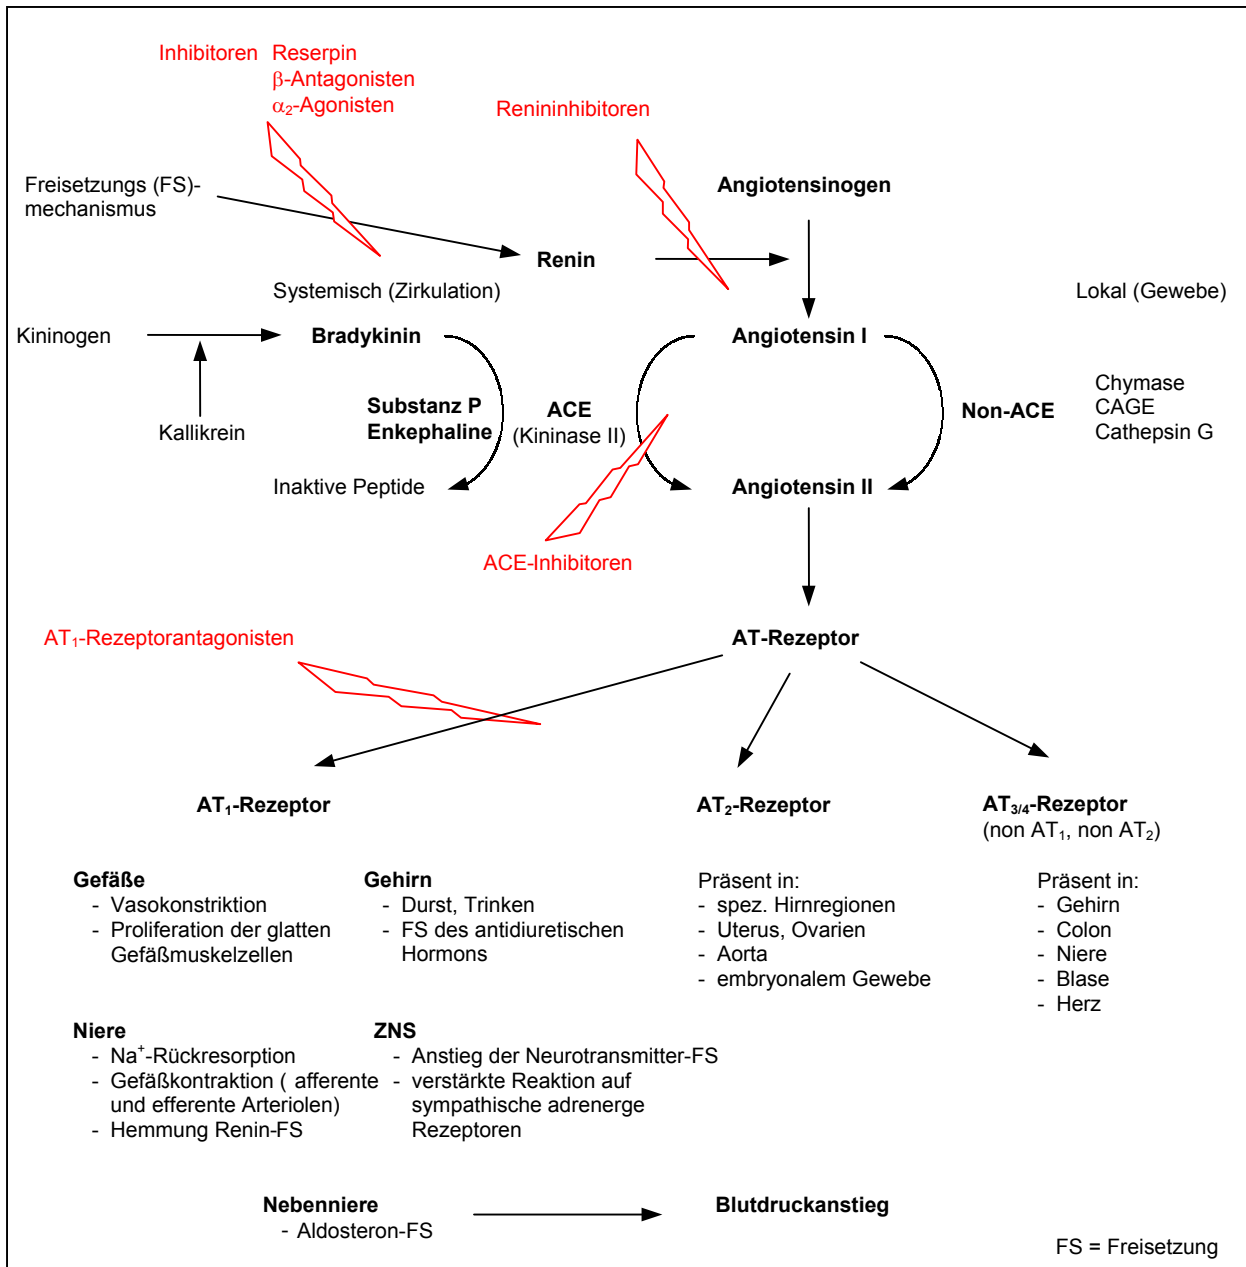 Inhibitoren Reserpin
β-Antagonisten
α₂-Agonisten
Renininhibitoren
Freisetzungs (FS)-
mechanismus
Angiotensinogen
Renin
Systemisch (Zirkulation)
Lokal (Gewebe)
Kininogen
Bradykinin
Angiotensin I
Kallikrein
Substanz P
Enkephaline
ACE
(Kininase II)
Non-ACE
Chymase
CAGE
Cathepsin G
Inaktive Peptide
Angiotensin II
ACE-Inhibitoren
AT₁-Rezeptorantagonisten
AT-Rezeptor
AT₁-Rezeptor
AT₂-Rezeptor
AT₃/₄-Rezeptor
(non AT₁, non AT₂)
Gefäße
- Vasokonstriktion
- Proliferation der glatten
Gefäßmuskelzellen
Gehirn
- Durst, Trinken
- FS des antidiuretischen
Hormons
Präsent in:
- spez. Hirnregionen
- Uterus, Ovarien
- Aorta
- embryonalem Gewebe
Präsent in:
- Gehirn
- Colon
- Niere
- Blase
- Herz
Niere
- Na⁺-Rückresorption
- Gefäßkontraktion ( afferente
und efferente Arteriolen)
- Hemmung Renin-FS
ZNS
- Anstieg der Neurotransmitter-FS
- verstärkte Reaktion auf
sympathische adrenerge
Rezeptoren
Nebenniere
- Aldosteron-FS
Blutdruckanstieg
FS = Freisetzung